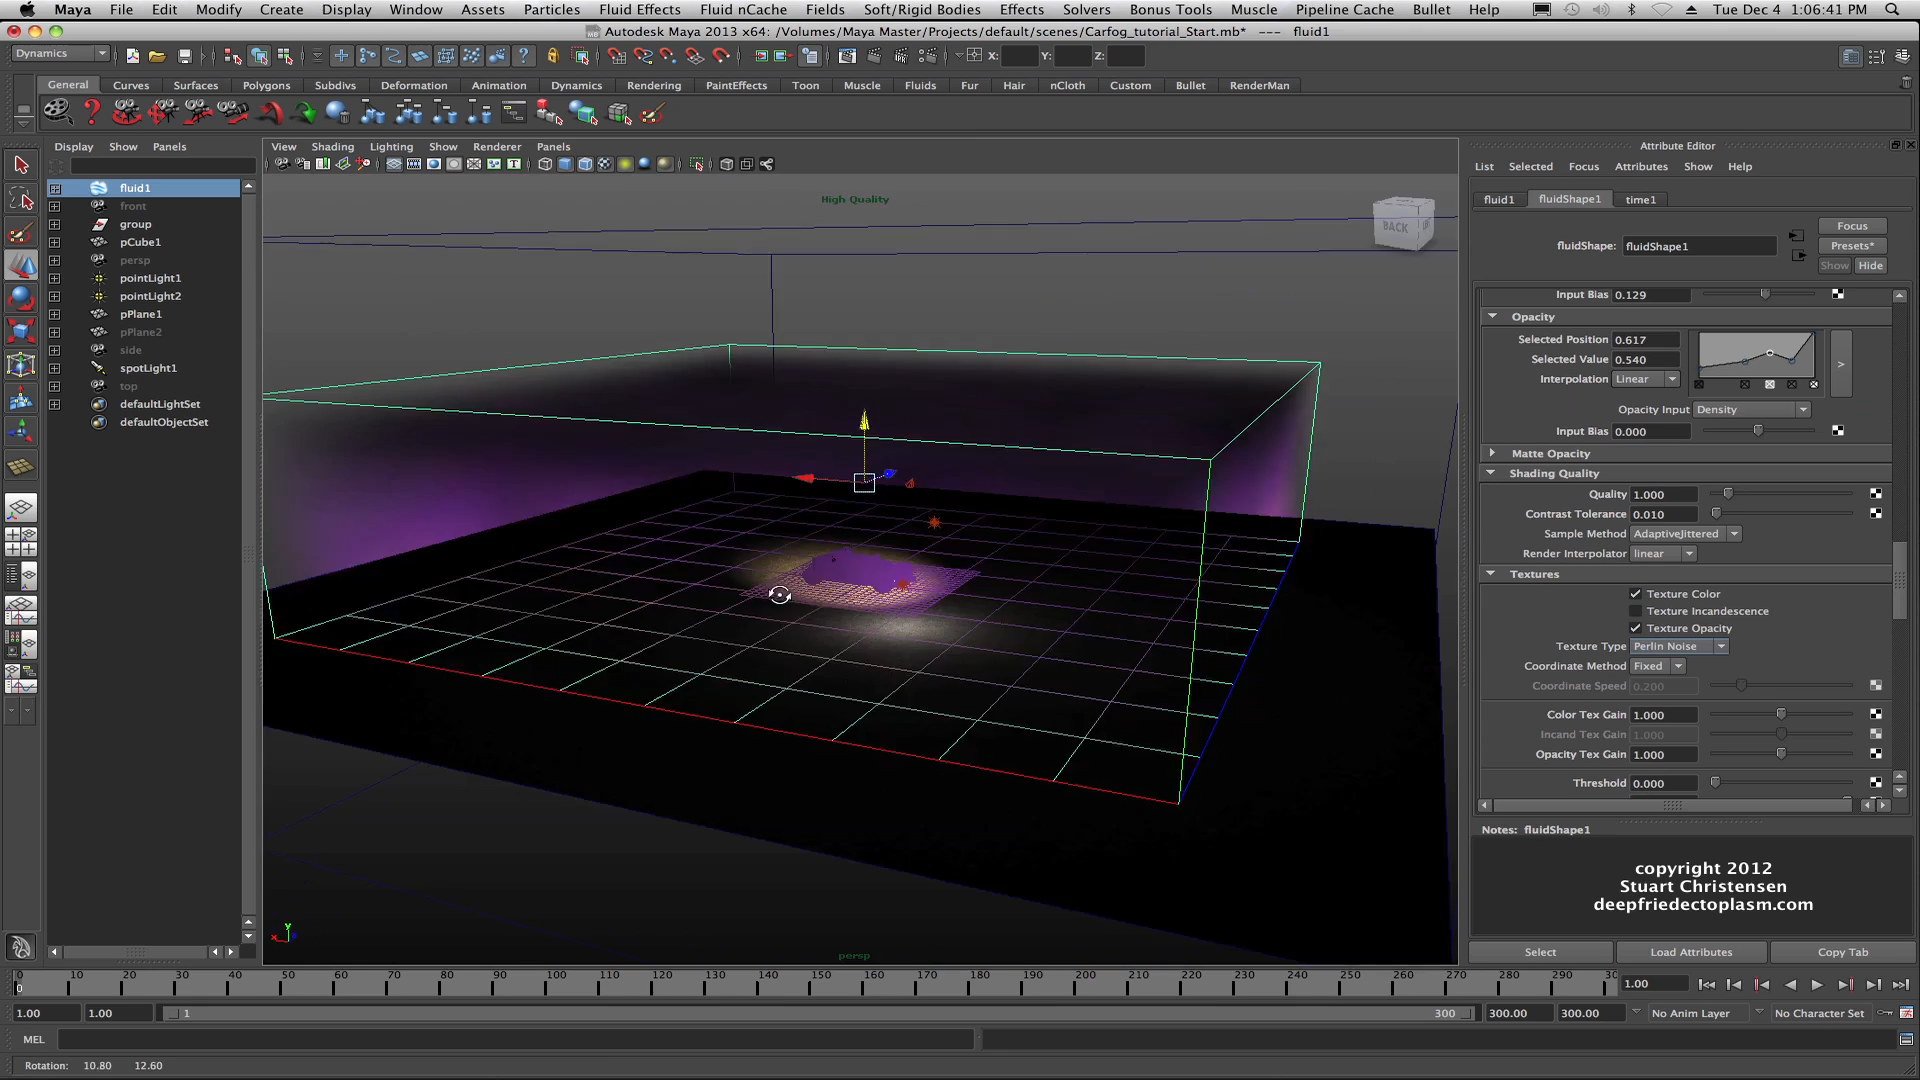 Maya File Edit Modify Create Display Window Assets Particles Fluid Effects Fluid nCache Fields Soft/Rigid Bodies Effects Solvers Bonus Tools Muscle Pipeline Cache Bullet Help Tue Dec 4 1:06:41 PM
Autodesk Maya 2013 x64: /Volumes/Maya Master/Projects/default/scenes/Carfog_tutorial_Start.mb* --- fluid1
Dynamics X: Y: Z:
General Curves Surfaces Polygons Subdivs Deformation Animation Dynamics Rendering PaintEffects Toon Muscle Fluids Fur Hair nCloth Custom Bullet RenderMan
Display Show Panels
fluid1
front
group
pCube1
persp
pointLight1
pointLight2
pPlane1
pPlane2
side
spotLight1
top
defaultLightSet
defaultObjectSet
View Shading Lighting Show Renderer Panels
High Quality
BACK
persp
Attribute Editor
List Selected Focus Attributes Show Help
fluid1 fluidShape1 time1
Focus
fluidShape: fluidShape1 Presets*
Show Hide
Input Bias 0.129
Opacity
Selected Position 0.617
Selected Value 0.540
Interpolation Linear
>
Opacity Input Density
Input Bias 0.000
Matte Opacity
Shading Quality
Quality 1.000
Contrast Tolerance 0.010
Sample Method AdaptiveJittered
Render Interpolator linear
Textures
Texture Color
Texture Incandescence
Texture Opacity
Texture Type Perlin Noise
Coordinate Method Fixed
Coordinate Speed 0.200
Color Tex Gain 1.000
Incand Tex Gain 1.000
Opacity Tex Gain 1.000
Threshold 0.000
Notes: fluidShape1
copyright 2012
Stuart Christensen
deepfriedectoplasm.com
Select Load Attributes Copy Tab
0 10 20 30 40 50 60 70 80 90 100 110 120 130 140 150 160 170 180 190 200 210 220 230 240 250 260 270 280 290 30
0
1.00
1.00 1.00 1 300 300.00 300.00 No Anim Layer No Character Set
MEL
Rotation: 10.80 12.60